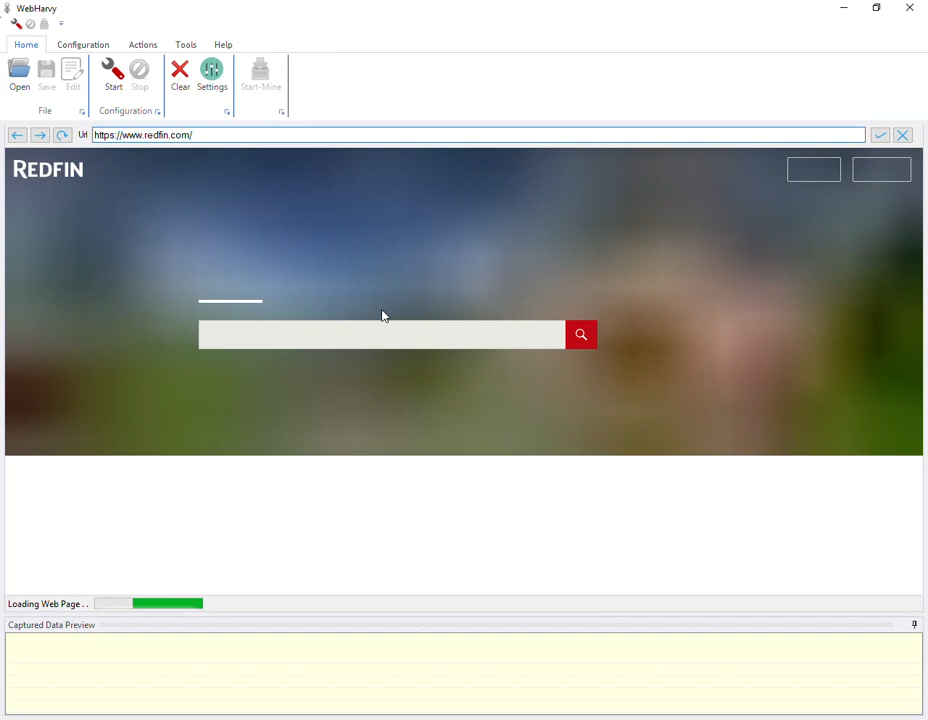 WebHarvy
Home Configuration Actions Tools Help
Open Save Edit Start Stop Clear Settings Start-Mine
File Configuration
Url https://www.redfin.com/
REDFIN
Loading Web Page . .
Captured Data Preview